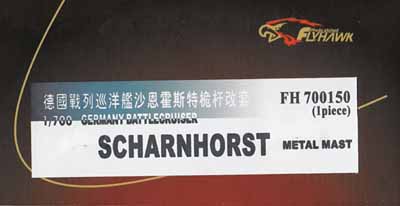 FLYHAWK
德國戰列巡洋艦沙恩霍斯特桅杆改套
FH 700150
1/700 GERMANY BATTLECRUISER
(1piece)
SCHARNHORST METAL MAST